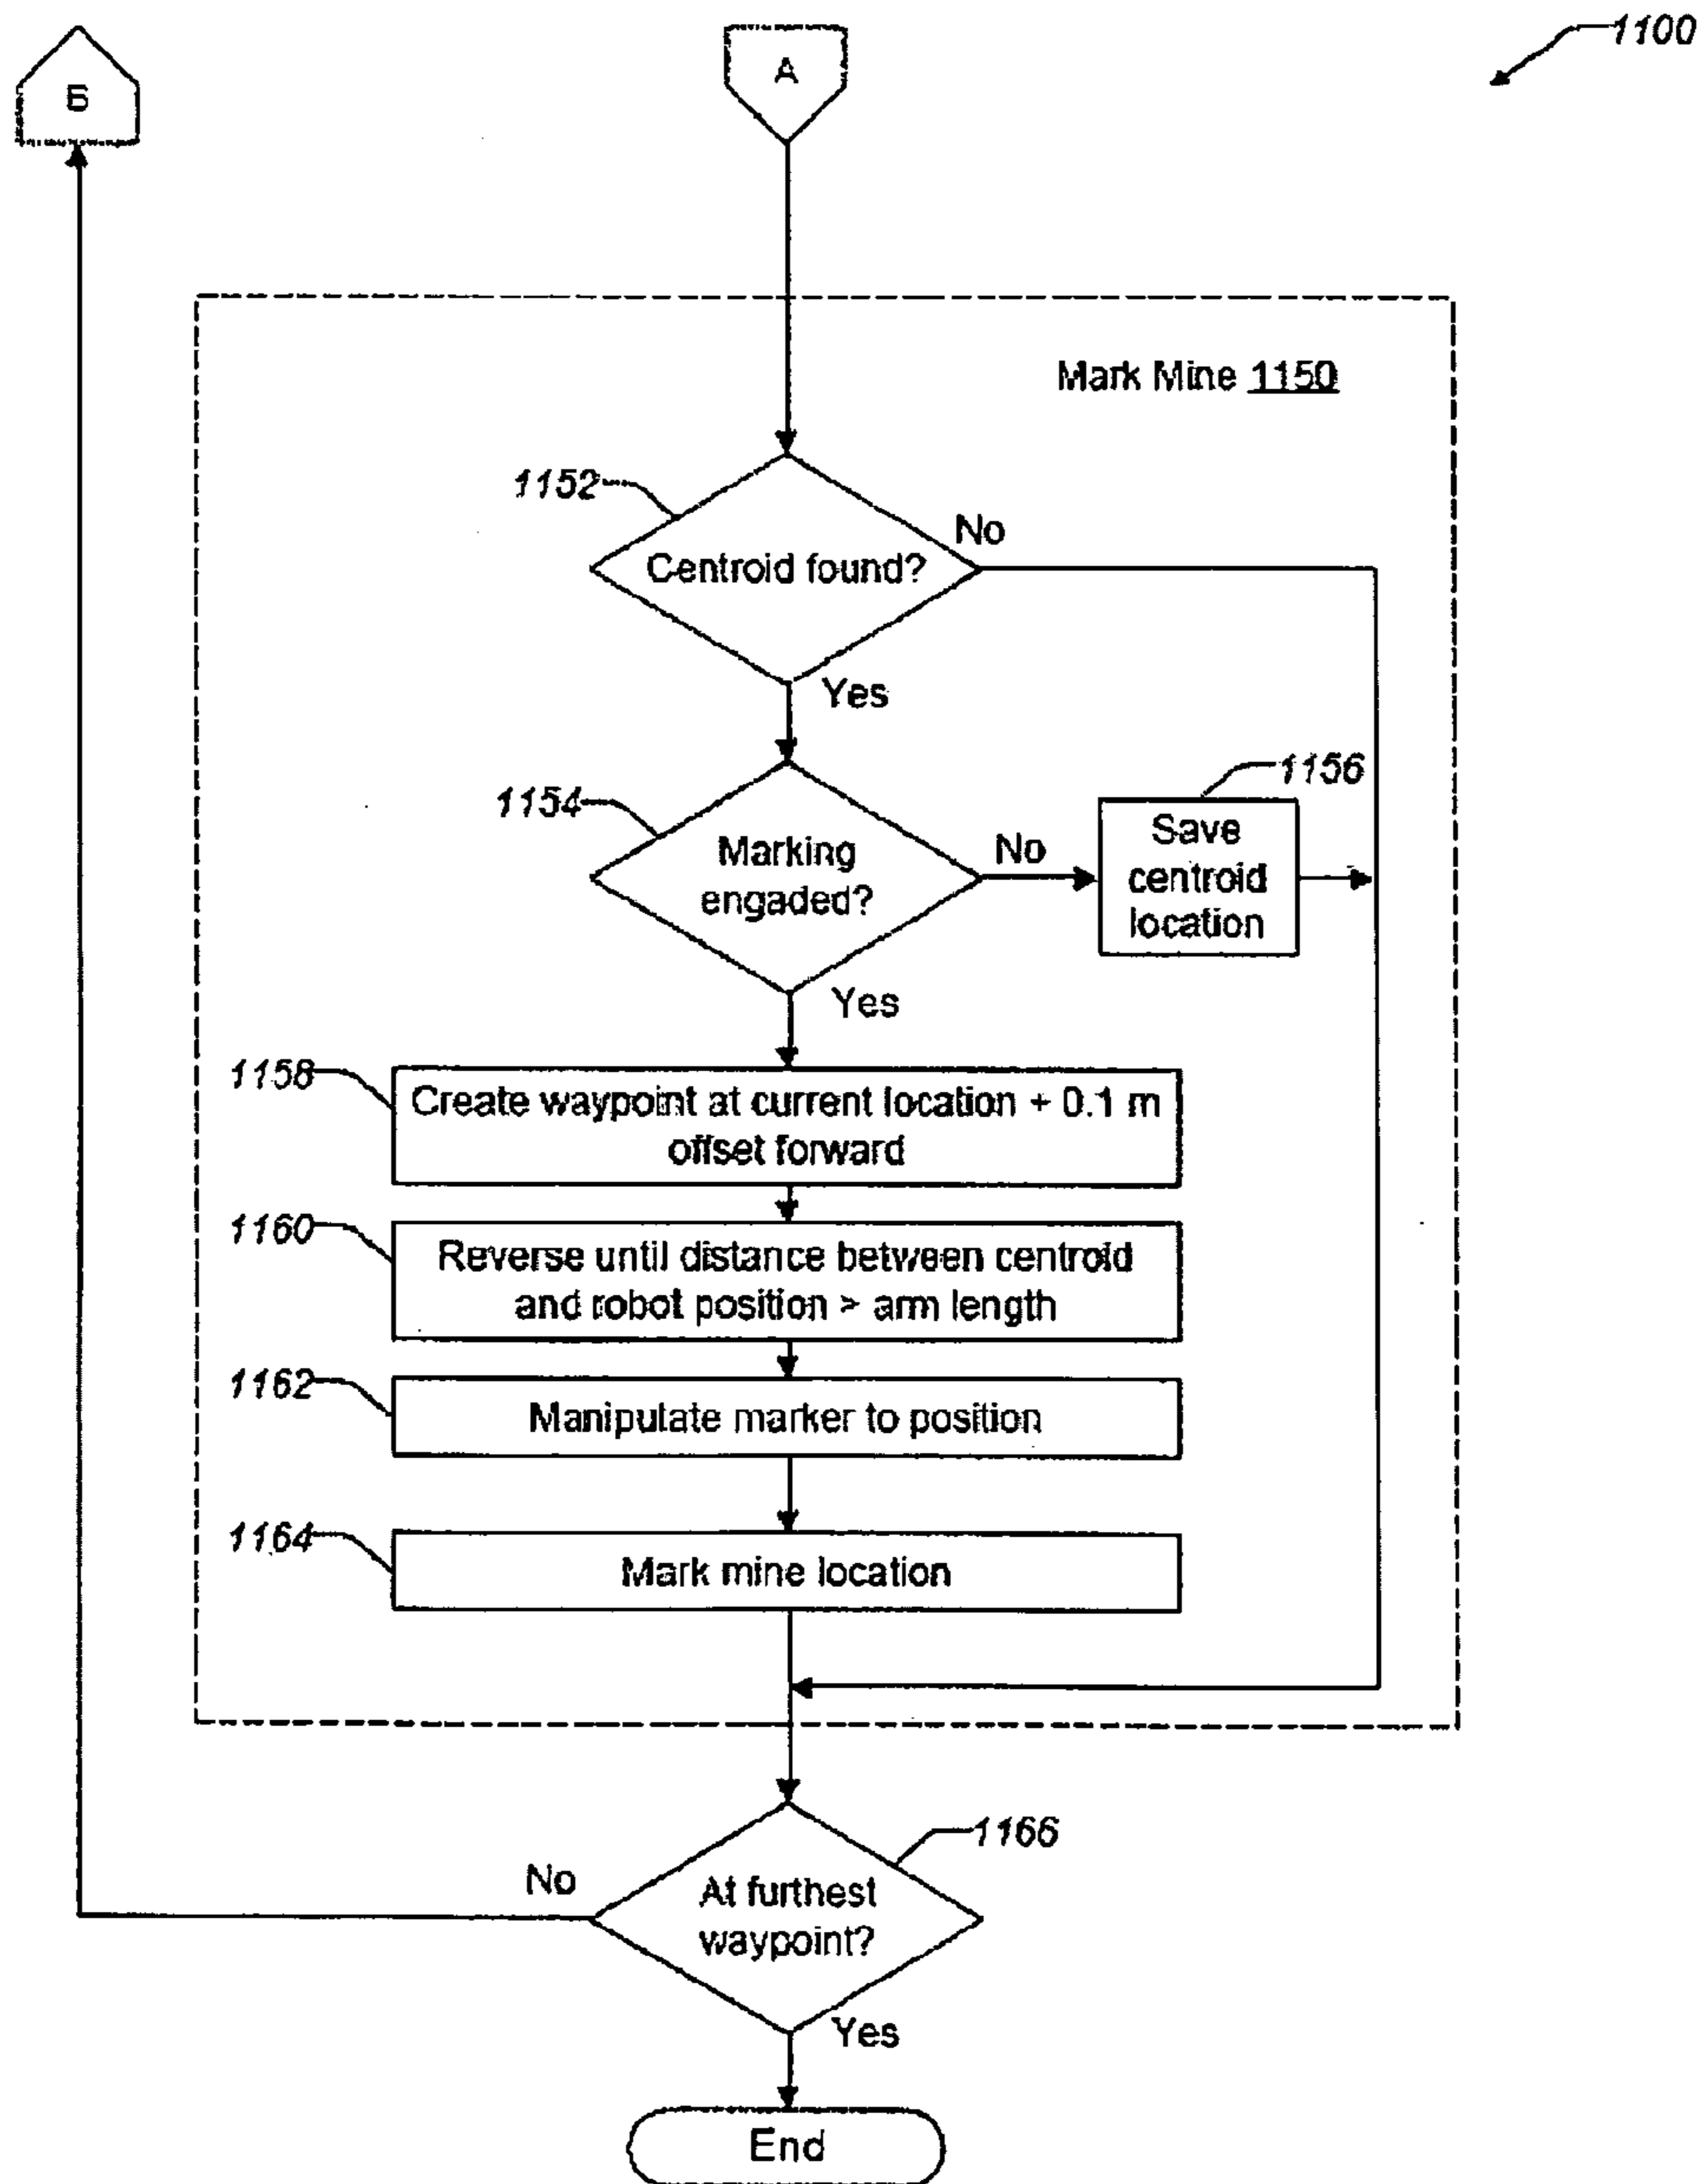 1100
Б
A
Mark Mine 1150
1152
No
Centroid found?
Yes
1156
1154
Marking
engaded?
No
Save
centroid
location
Yes
1158
Create waypoint at current location + 0.1 m
offset forward
1160
Reverse until distance between centroid
and robot position > arm length
1162
Manipulate marker to position
1164
Mark mine location
1166
No
At furthest
waypoint?
Yes
End